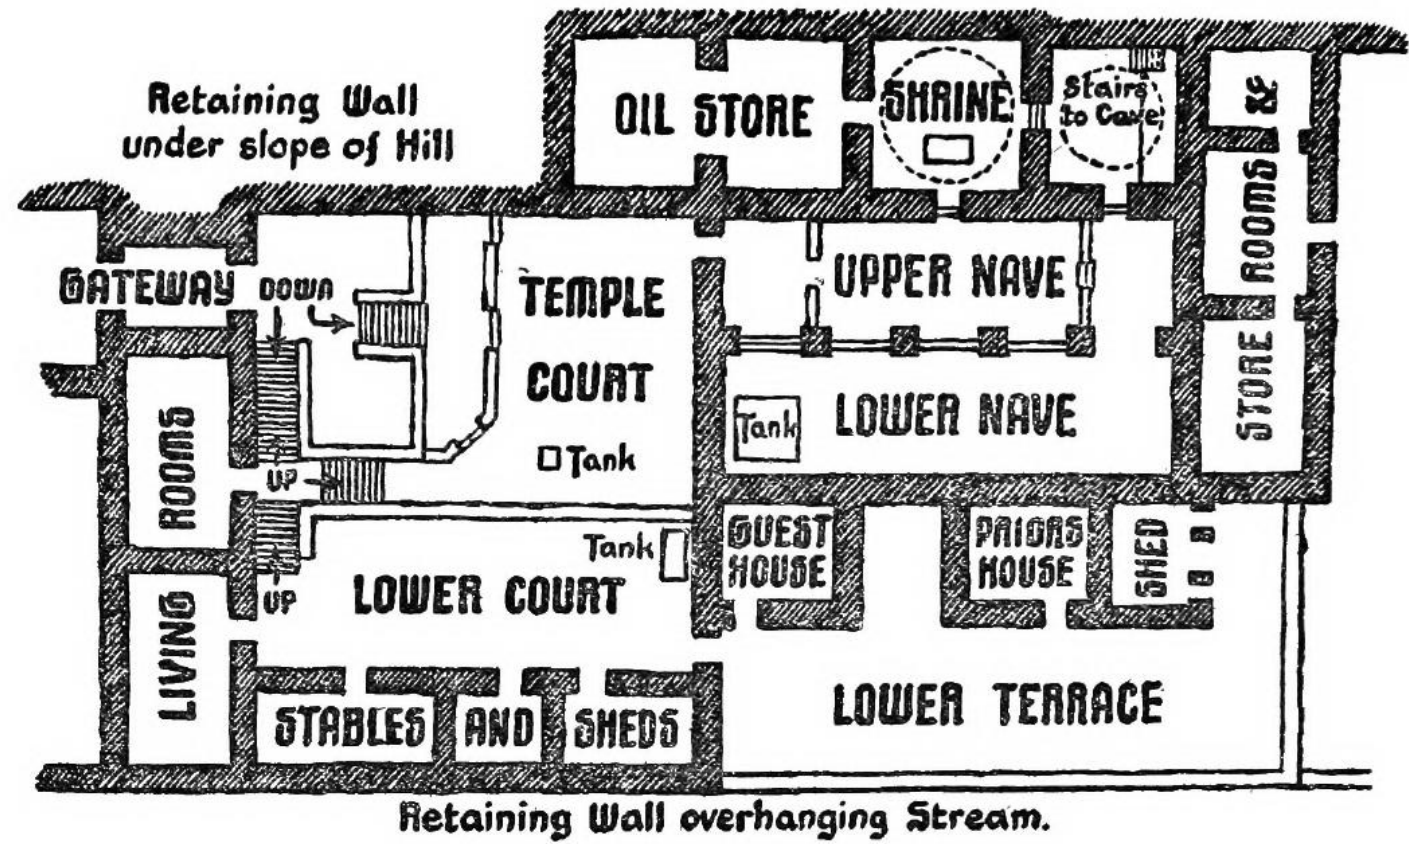 Retaining Wall
under slope of Hill
OIL STORE
SHRINE
Stairs
to Cave
&
ROOMS
STORE
GATEWAY
DOWN
TEMPLE
COURT
Tank
UPPER NAVE
LOWER NAVE
Tank
ROOMS
LIVING
UP
UP
Tank
LOWER COURT
GUEST
HOUSE
PRIORS
HOUSE
SHED
STABLES AND SHEDS
LOWER TERRACE
Retaining Wall overhanging Stream.